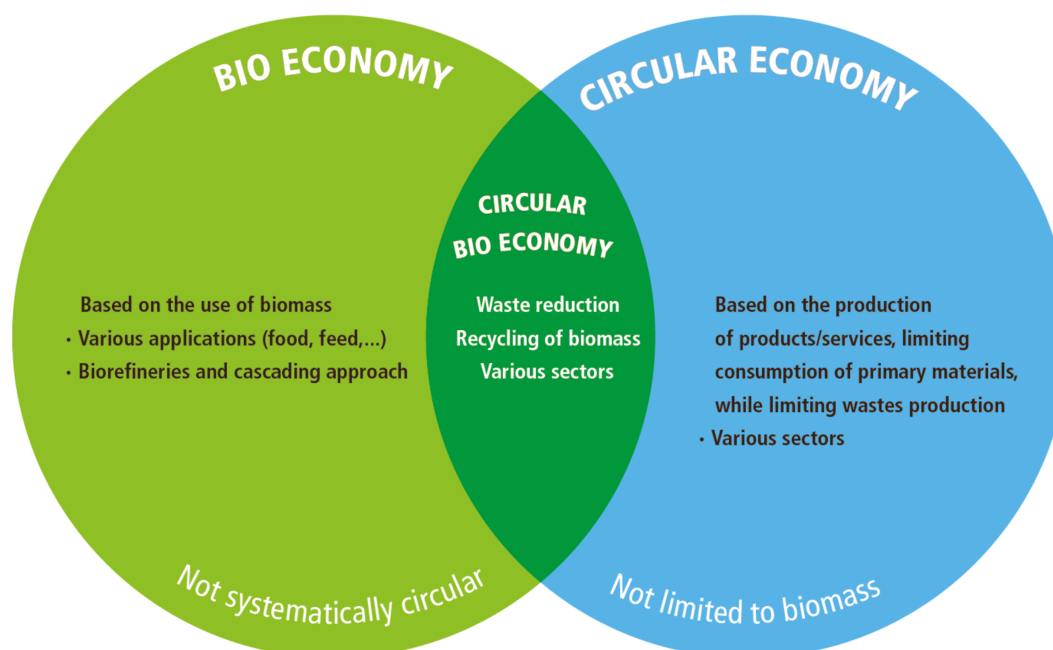 BIO ECONOMY
Based on the use of biomass
· Various applications (food, feed,...)
· Biorefineries and cascading approach
Not systematically circular
CIRCULAR
BIO ECONOMY
Waste reduction
Recycling of biomass
Various sectors
CIRCULAR ECONOMY
Based on the production
of products/services, limiting
consumption of primary materials,
while limiting wastes production
· Various sectors
Not limited to biomass